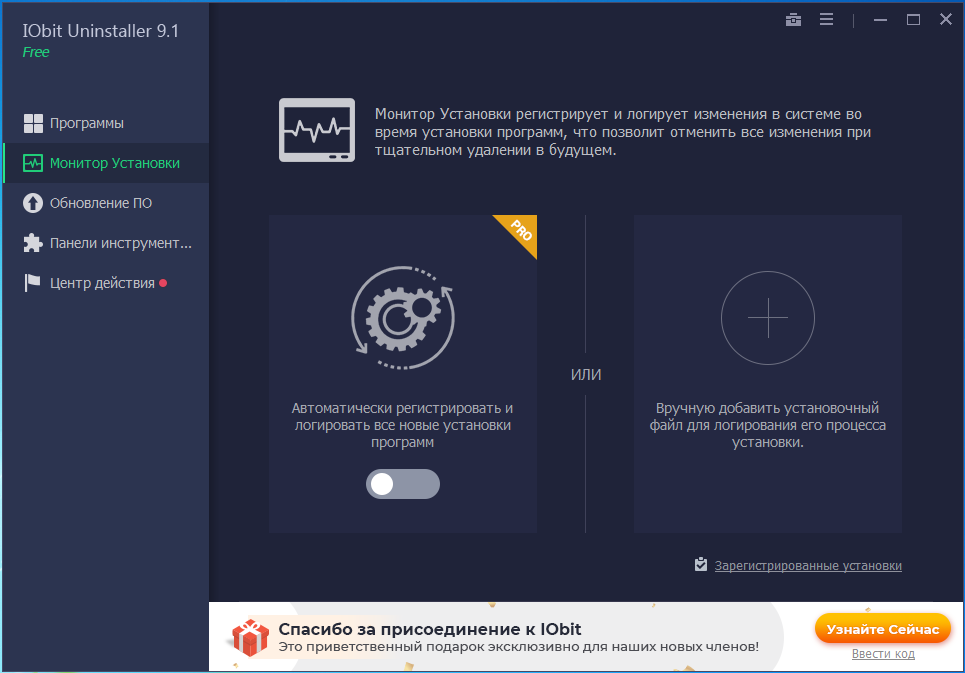 IObit Uninstaller 9.1
Free
Программы
Монитор Установки
Обновление ПО
Панели инструмент...
Центр действия
Монитор Установки регистрирует и логирует изменения в системе во
время установки программ, что позволит отменить все изменения при
тщательном удалении в будущем.
PRO
Автоматически регистрировать и
логировать все новые установки
программ
ИЛИ
Вручную добавить установочный
файл для логирования его процесса
установки.
Зарегистрированные установки
Спасибо за присоединение к IObit
Это приветственный подарок эксклюзивно для наших новых членов!
Узнайте Сейчас
Ввести код